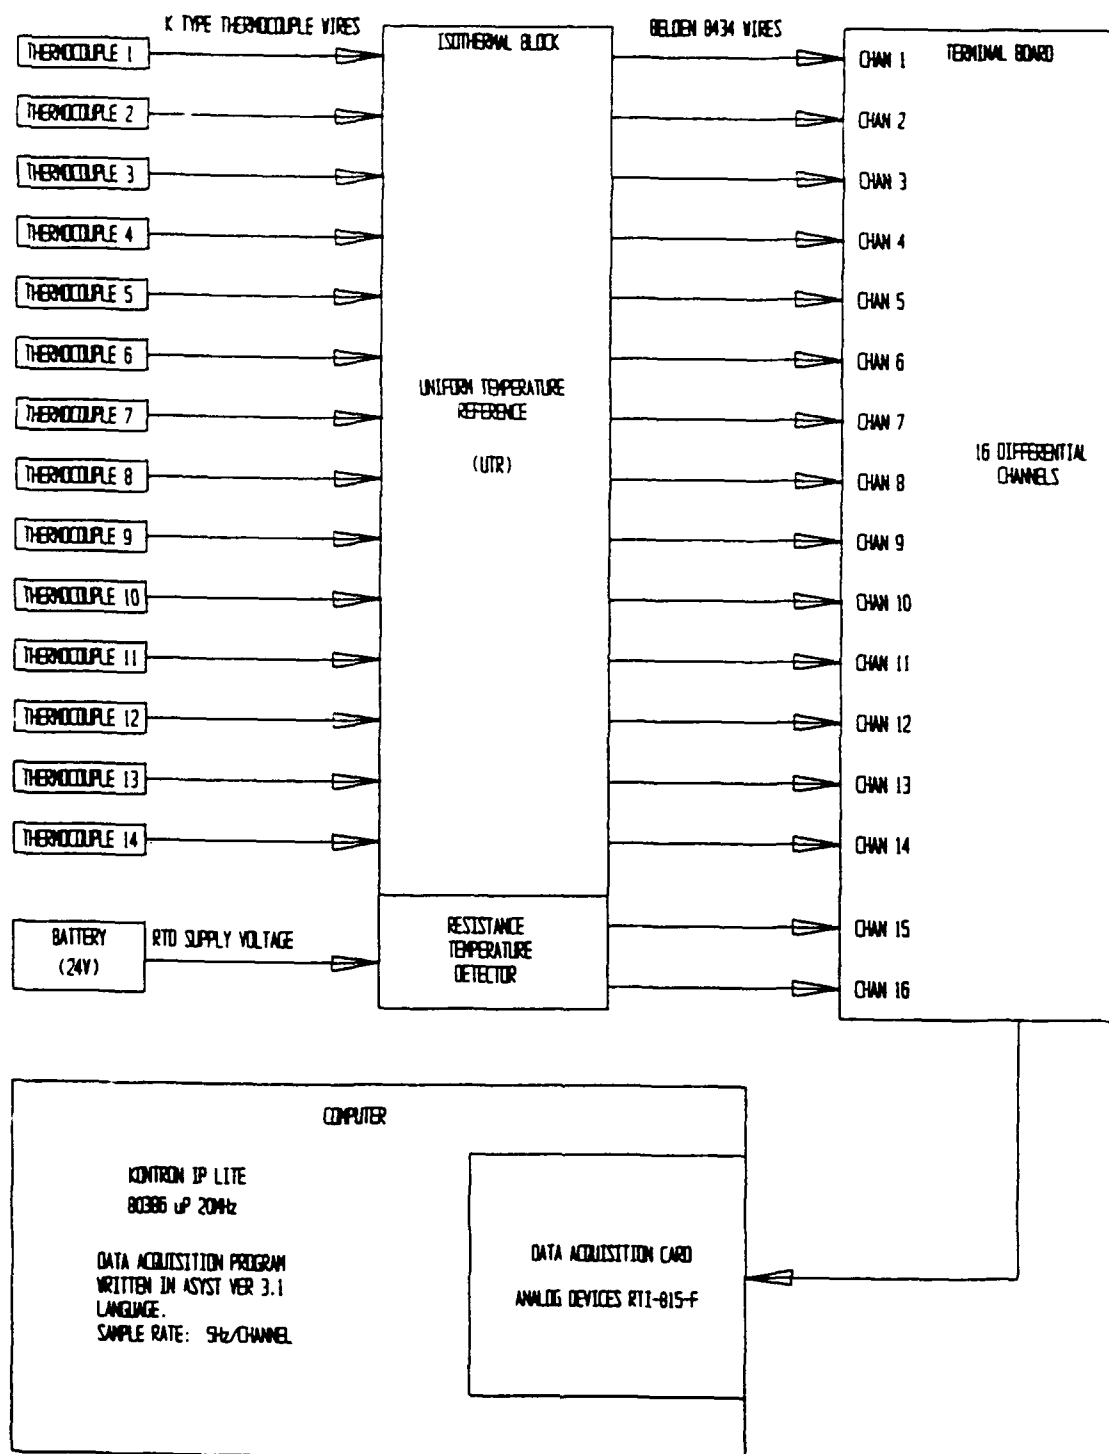 K TYPE THERMOCOUPLE WIRES
ISOTHERMAL BLOCK
BELDEN 8434 WIRES
TERMINAL BOARD
THERMOCOUPLE 1
CHAN 1
THERMOCOUPLE 2
CHAN 2
THERMOCOUPLE 3
CHAN 3
THERMOCOUPLE 4
CHAN 4
THERMOCOUPLE 5
CHAN 5
THERMOCOUPLE 6
CHAN 6
UNIFORM TEMPERATURE
REFERENCE
(UTR)
THERMOCOUPLE 7
CHAN 7
16 DIFFERENTIAL
CHANNELS
THERMOCOUPLE 8
CHAN 8
THERMOCOUPLE 9
CHAN 9
THERMOCOUPLE 10
CHAN 10
THERMOCOUPLE 11
CHAN 11
THERMOCOUPLE 12
CHAN 12
THERMOCOUPLE 13
CHAN 13
THERMOCOUPLE 14
CHAN 14
BATTERY
(24V)
RTD SUPPLY VOLTAGE
RESISTANCE
TEMPERATURE
DETECTOR
CHAN 15
CHAN 16
COMPUTER
KONTRON IP LITE
80386 uP 20MHz
DATA ACQUISITION PROGRAM
WRITTEN IN ASYST VER 3.1
LANGUAGE.
SAMPLE RATE: 5Hz/CHANNEL
DATA ACQUISITION CARD
ANALOG DEVICES RTI-815-F